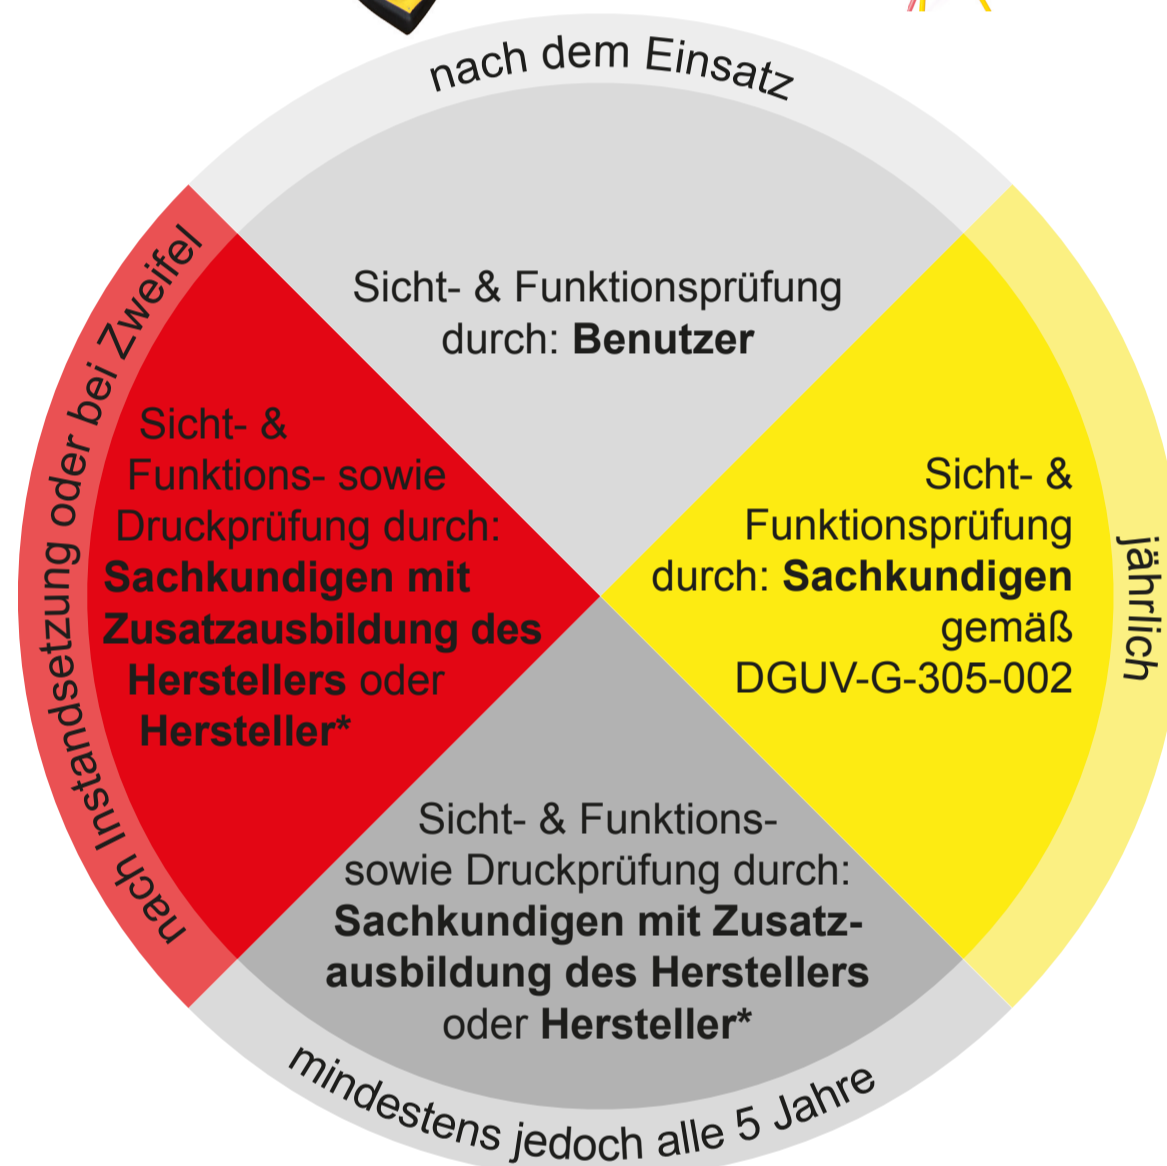 nach dem Einsatz
Sicht- & Funktionsprüfung
durch: Benutzer
jährlich
Sicht- &
Funktionsprüfung
durch: Sachkundigen
gemäß
DGUV-G-305-002
mindestens jedoch alle 5 Jahre
Sicht- & Funktions-
sowie Druckprüfung durch:
Sachkundigen mit Zusatz-
ausbildung des Herstellers
oder Hersteller*
nach Instandsetzung oder bei Zweifel
Sicht- &
Funktions- sowie
Druckprüfung durch:
Sachkundigen mit
Zusatzausbildung des
Herstellers oder
Hersteller*